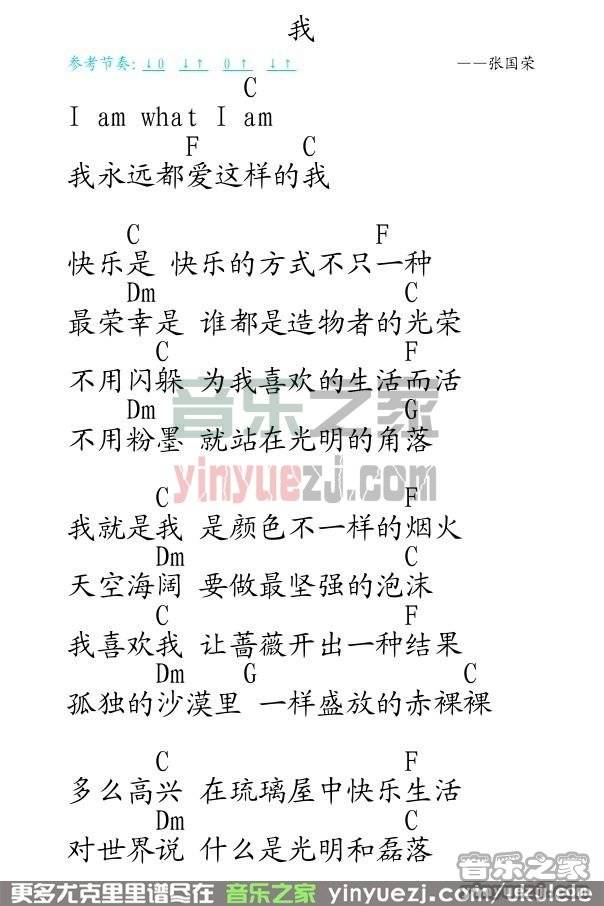 我
参考节奏: ↓0 ↓↑ 0↑ ↓↑ ——张国荣
C
I am what I am
F C
我永远都爱这样的我
C F
快乐是 快乐的方式不只一种
Dm C
最荣幸是 谁都是造物者的光荣
C F
不用闪躲 为我喜欢的生活而活
Dm G
不用粉墨 就站在光明的角落
音乐之家
yinyuezj.com
C F
我就是我 是颜色不一样的烟火
Dm C
天空海阔 要做最坚强的泡沫
C F
我喜欢我 让蔷薇开出一种结果
Dm G C
孤独的沙漠里 一样盛放的赤裸裸
C F
多么高兴 在琉璃屋中快乐生活
Dm C
对世界说 什么是光明和磊落
音乐之家
yinyuezj.com
更多尤克里里谱尽在 音乐之家 yinyuezj.com uku.yinyuezj.com